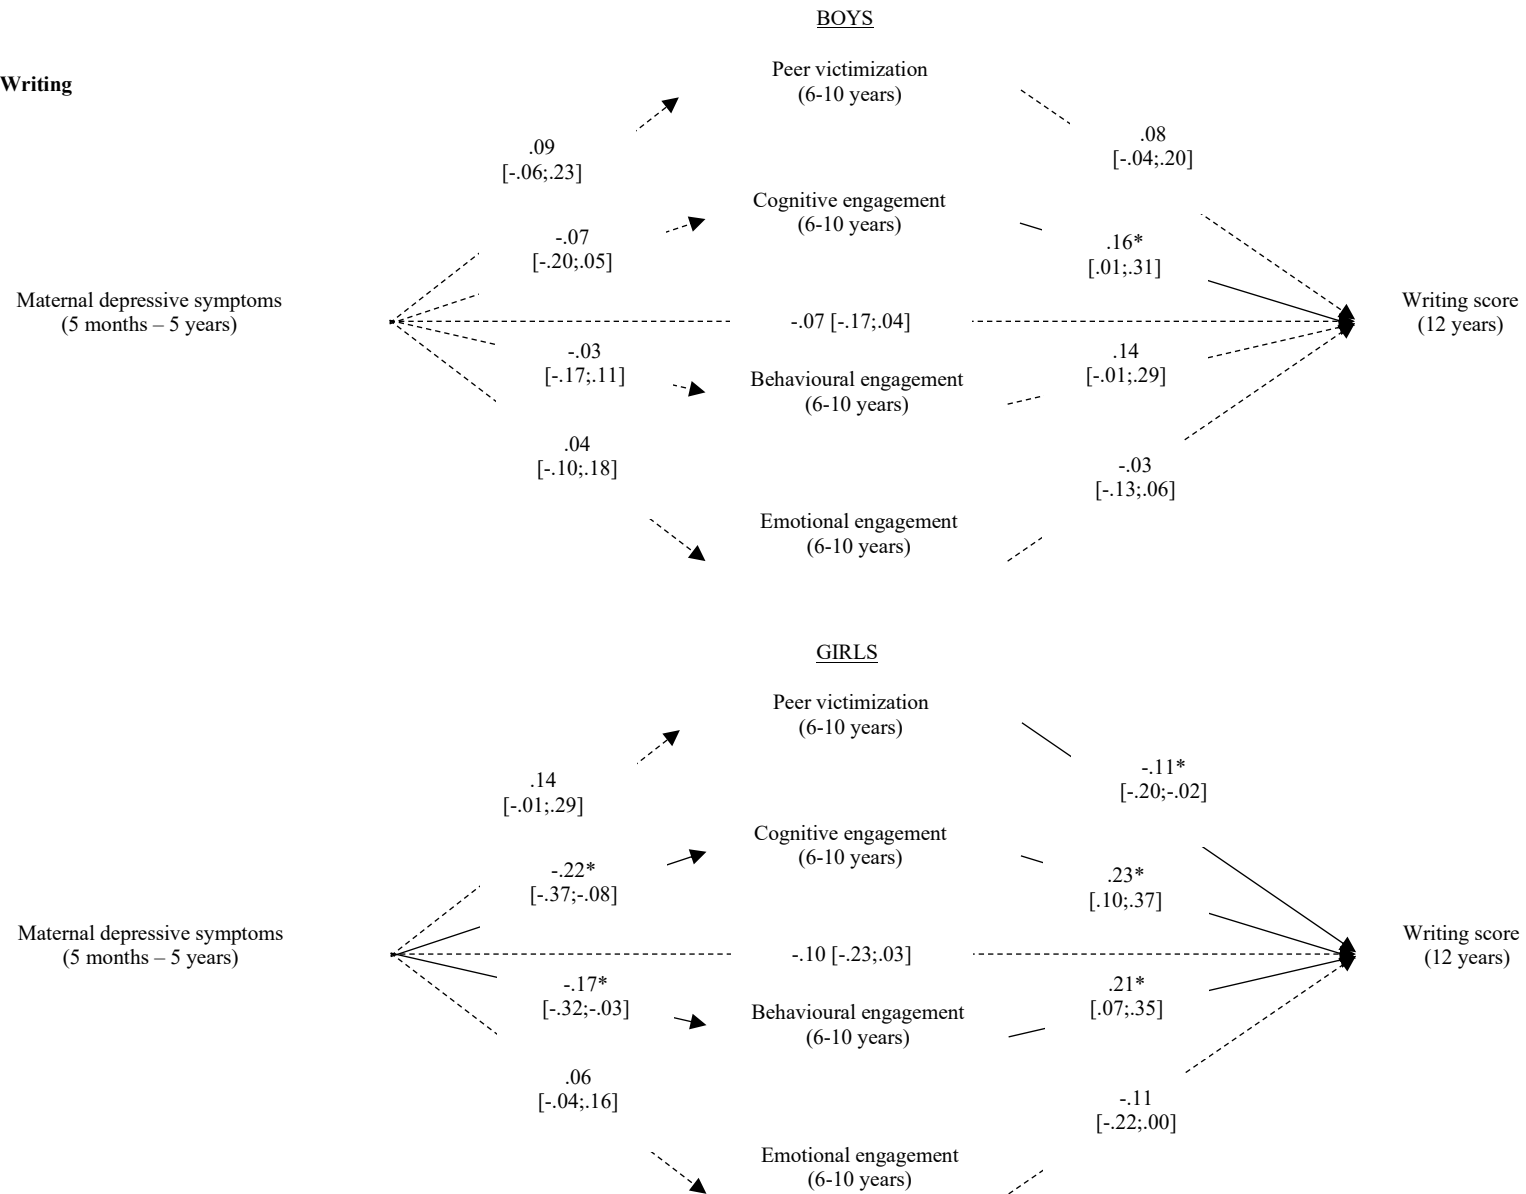 BOYS
Writing
Peer victimization
(6-10 years)
.09
[-.06;.23]
.08
[-.04;.20]
Cognitive engagement
(6-10 years)
-.07
[-.20;.05]
.16*
[.01;.31]
Maternal depressive symptoms
(5 months – 5 years)
-.07 [-.17;.04]
Writing score
(12 years)
-.03
[-.17;.11]
.14
[-.01;.29]
Behavioural engagement
(6-10 years)
.04
[-.10;.18]
-.03
[-.13;.06]
Emotional engagement
(6-10 years)
GIRLS
Peer victimization
(6-10 years)
.14
[-.01;.29]
-.11*
[-.20;-.02]
Cognitive engagement
(6-10 years)
-.22*
[-.37;-.08]
.23*
[.10;.37]
Maternal depressive symptoms
(5 months – 5 years)
-.10 [-.23;.03]
Writing score
(12 years)
-.17*
[-.32;-.03]
.21*
[.07;.35]
Behavioural engagement
(6-10 years)
.06
[-.04;.16]
-.11
[-.22;.00]
Emotional engagement
(6-10 years)